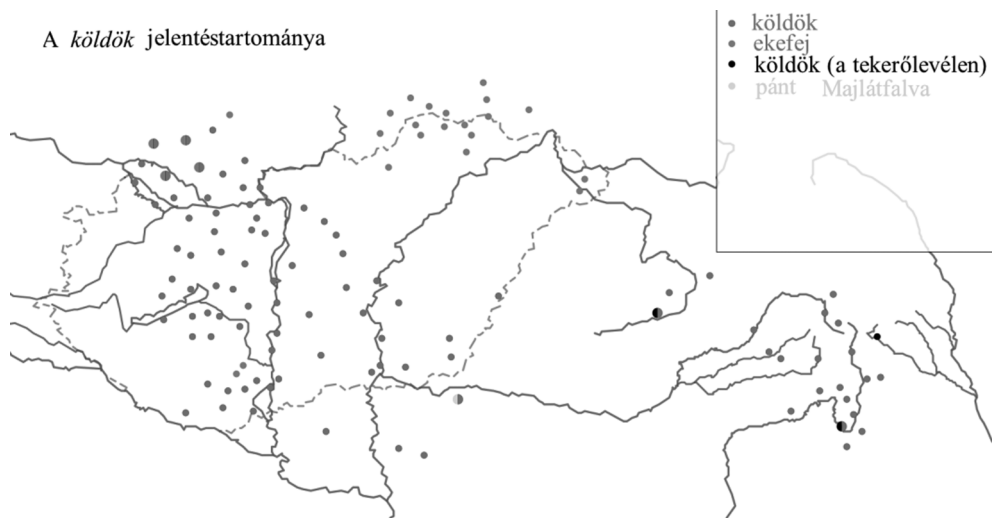 A köldök jelentéstartománya
köldök
ekefej
köldök (a tekerőlevélen)
pánt Majlátfalva